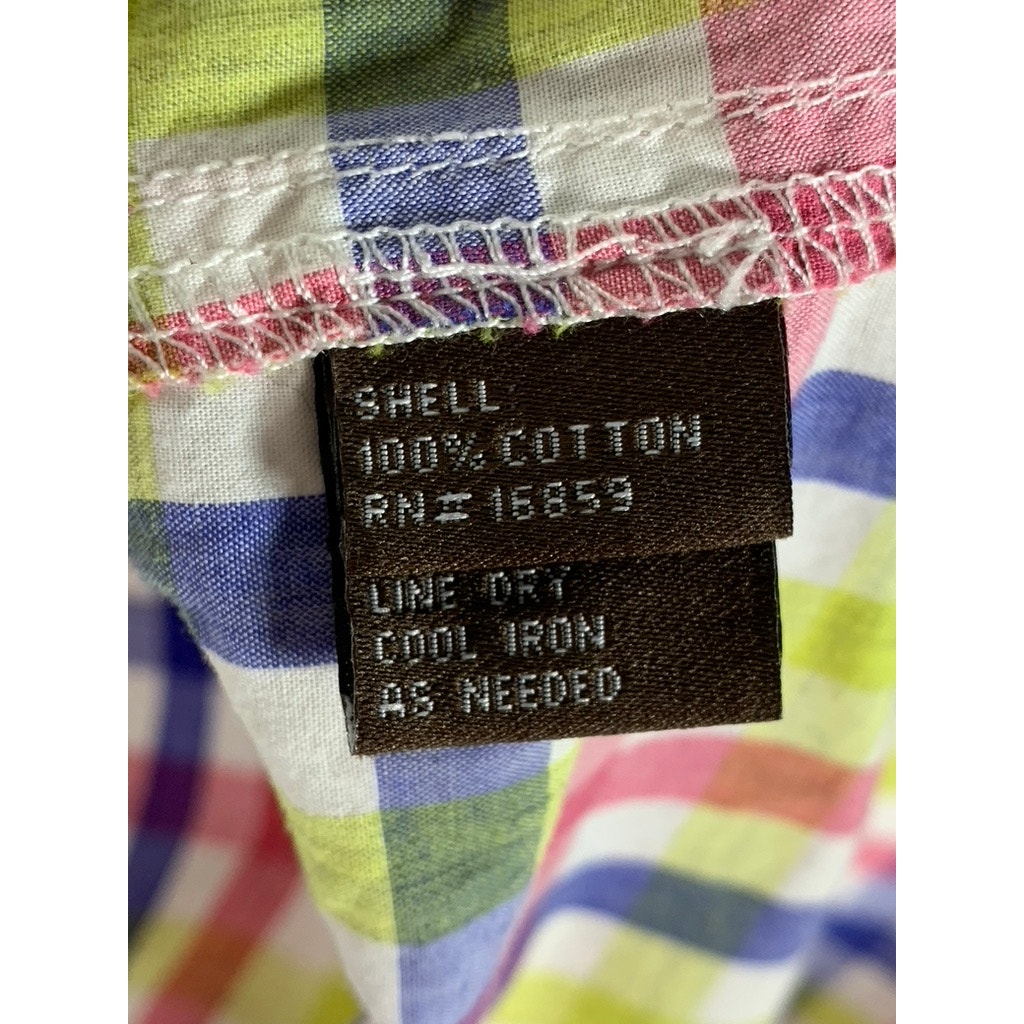 SHELL
100% COTTON
RN# 16859
LINE DRY
COOL IRON
AS NEEDED